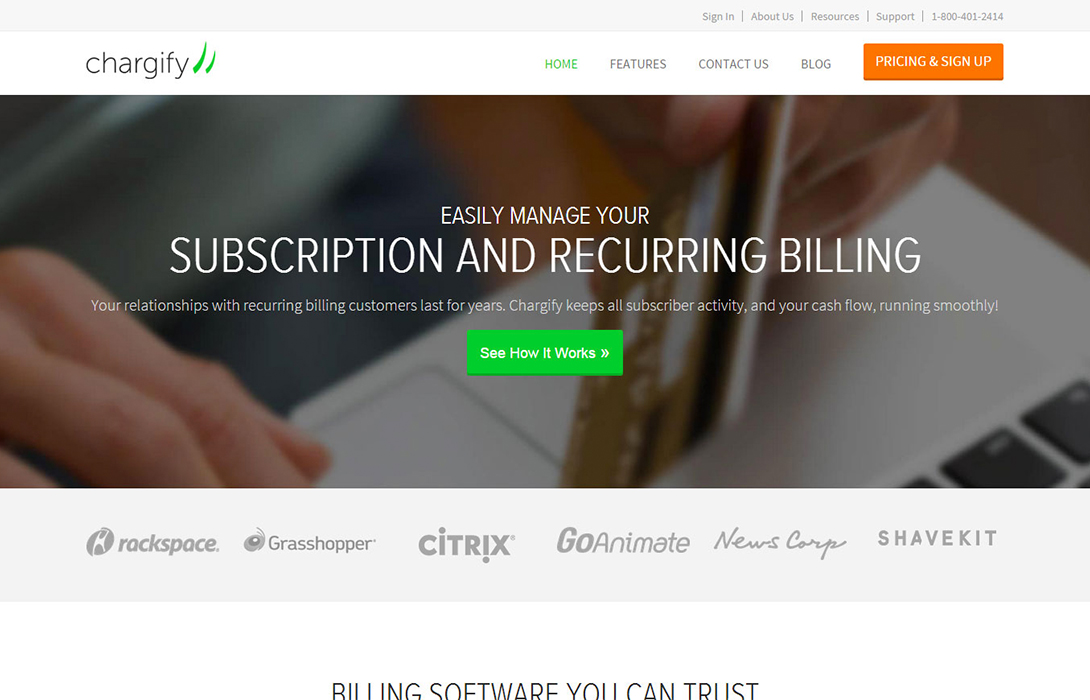 Sign In | About Us | Resources | Support | 1-800-401-2414
chargify
HOME FEATURES CONTACT US BLOG PRICING & SIGN UP
EASILY MANAGE YOUR
SUBSCRIPTION AND RECURRING BILLING
Your relationships with recurring billing customers last for years. Chargify keeps all subscriber activity, and your cash flow, running smoothly!
See How It Works »
rackspace. Grasshopper® CITRIX® GoAnimate News Corp SHAVEKIT
BILLING SOFTWARE YOU CAN TRUST